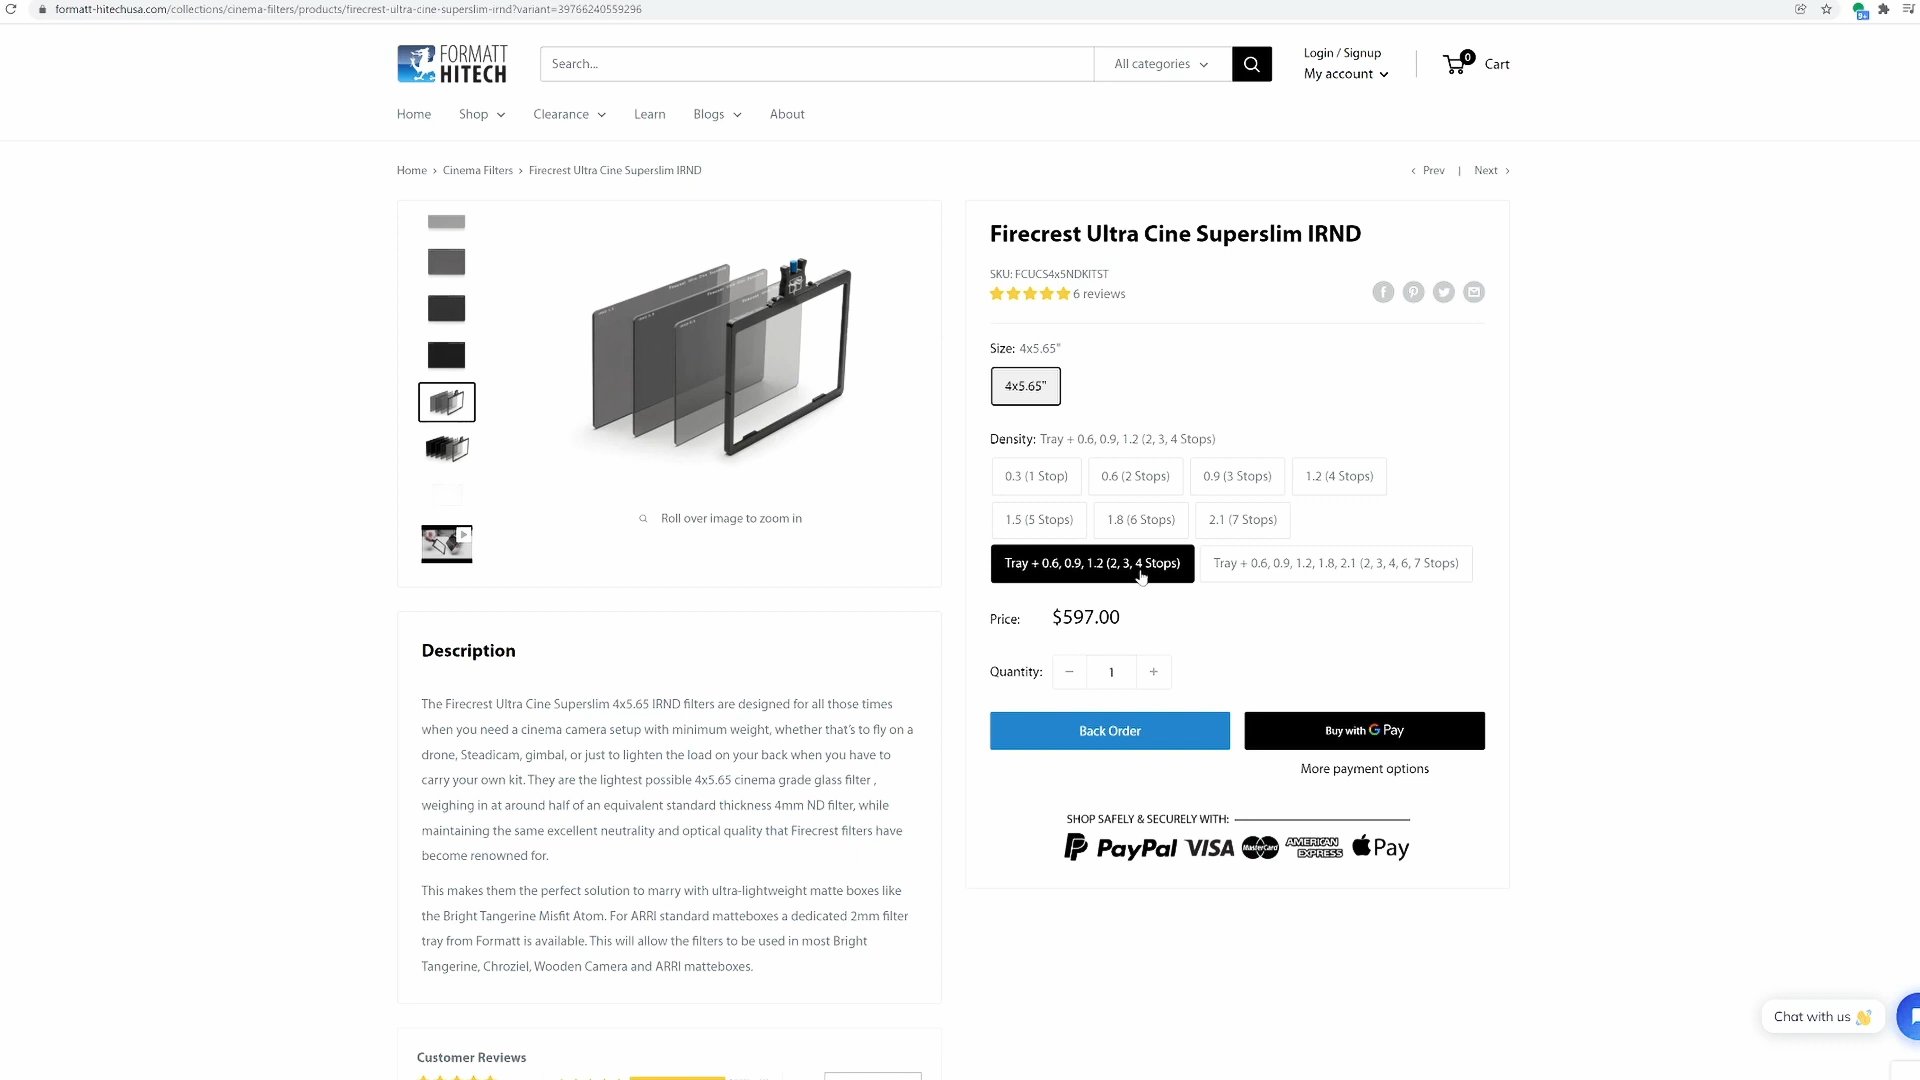 formatt-hitechusa.com/collections/cinema-filters/products/firecrest-ultra-cine-superslim-irnd?variant=39766240559296
9+
FORMATT
HITECH
Search...
All categories
Login / Signup
My account
0
Cart
Home
Shop
Clearance
Learn
Blogs
About
Home › Cinema Filters › Firecrest Ultra Cine Superslim IRND
‹ Prev | Next ›
Roll over image to zoom in
Firecrest Ultra Cine Superslim IRND
SKU: FCUCS4x5NDKITST
6 reviews
Size: 4x5.65"
4x5.65"
Density: Tray + 0.6, 0.9, 1.2 (2, 3, 4 Stops)
0.3 (1 Stop)
0.6 (2 Stops)
0.9 (3 Stops)
1.2 (4 Stops)
1.5 (5 Stops)
1.8 (6 Stops)
2.1 (7 Stops)
Tray + 0.6, 0.9, 1.2 (2, 3, 4 Stops)
Tray + 0.6, 0.9, 1.2, 1.8, 2.1 (2, 3, 4, 6, 7 Stops)
Price: $597.00
Quantity: − 1 +
Back Order
Buy with G Pay
More payment options
SHOP SAFELY & SECURELY WITH:
PayPal VISA MasterCard AMERICAN EXPRESS Pay
Description
The Firecrest Ultra Cine Superslim 4x5.65 IRND filters are designed for all those times
when you need a cinema camera setup with minimum weight, whether that's to fly on a
drone, Steadicam, gimbal, or just to lighten the load on your back when you have to
carry your own kit. They are the lightest possible 4x5.65 cinema grade glass filter ,
weighing in at around half of an equivalent standard thickness 4mm ND filter, while
maintaining the same excellent neutrality and optical quality that Firecrest filters have
become renowned for.
This makes them the perfect solution to marry with ultra-lightweight matte boxes like
the Bright Tangerine Misfit Atom. For ARRI standard matteboxes a dedicated 2mm filter
tray from Formatt is available. This will allow the filters to be used in most Bright
Tangerine, Chroziel, Wooden Camera and ARRI matteboxes.
Customer Reviews
Chat with us 👋